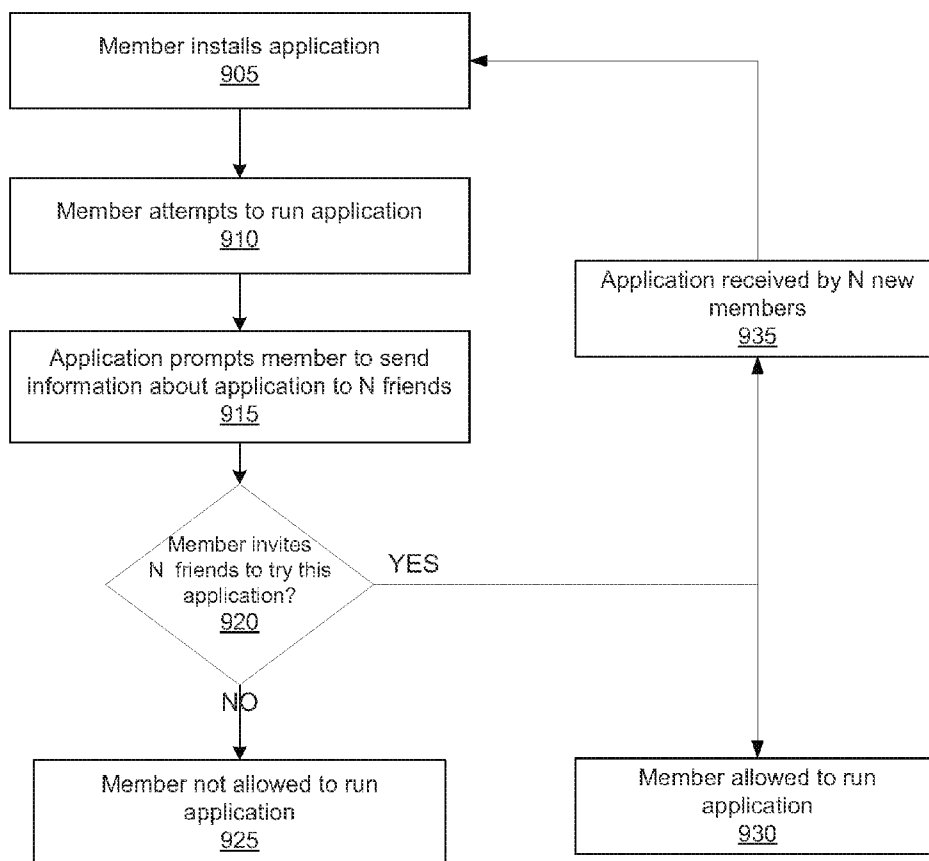 Member installs application
905
Member attempts to run application
910
Application prompts member to send
information about application to N friends
915
Member invites
N friends to try this
application?
920
YES
NO
Member not allowed to run
application
925
Application received by N new
members
935
Member allowed to run
application
930